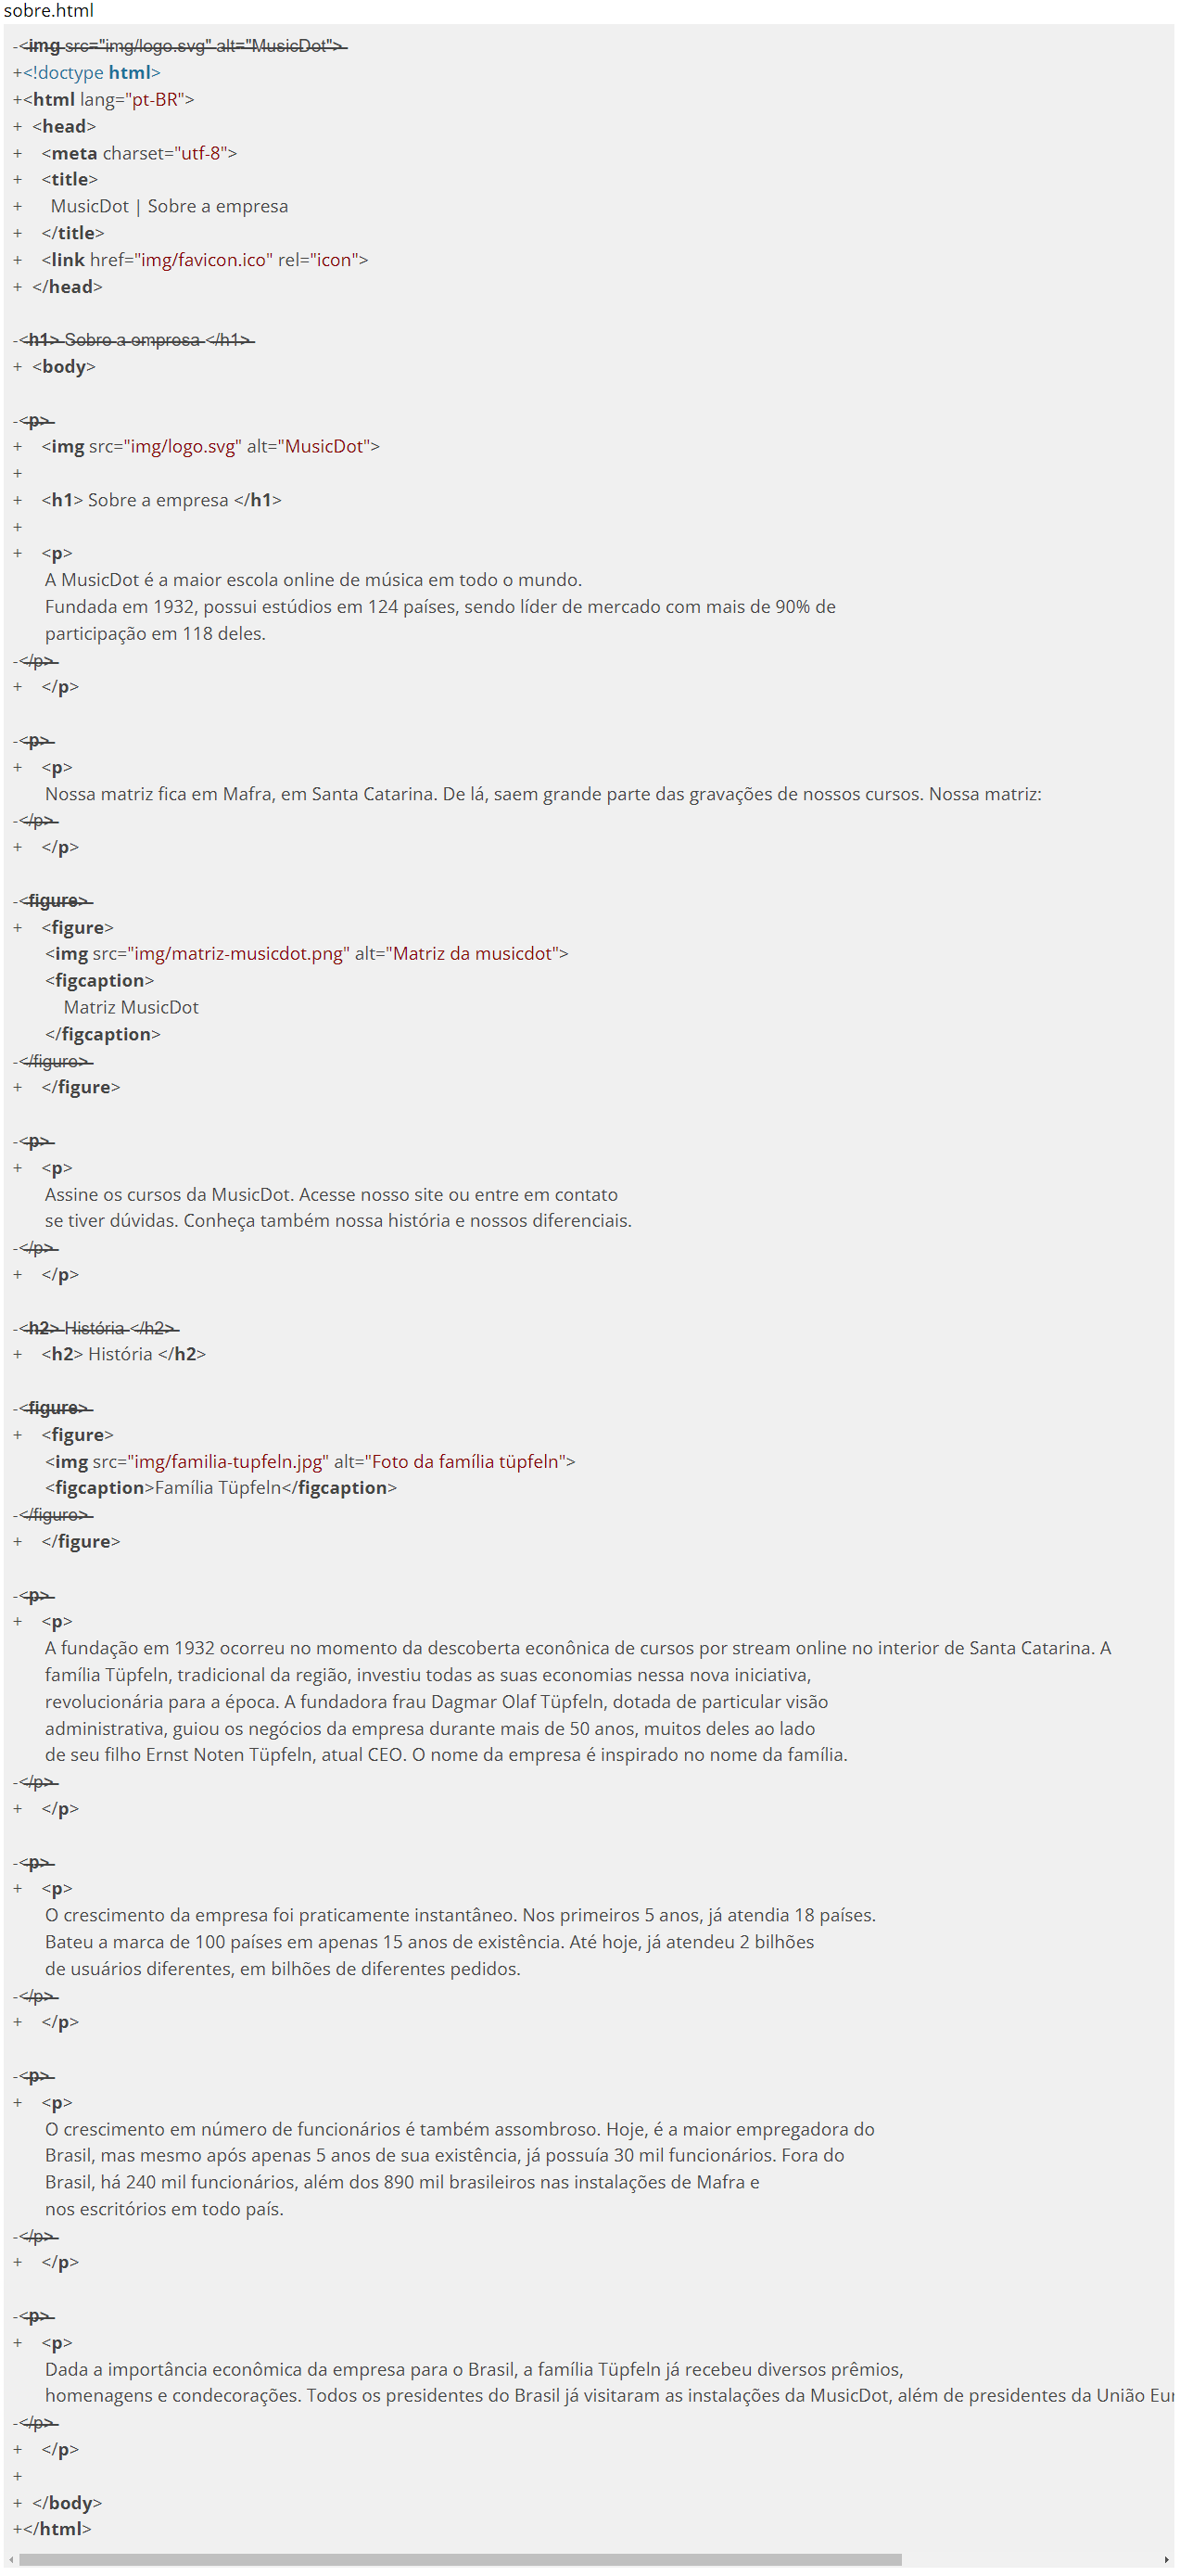 sobre.html
-<img src="img/logo.svg" alt="MusicDot">
+<!doctype html>
+<html lang="pt-BR">
+  <head>
+    <meta charset="utf-8">
+    <title>
+      MusicDot | Sobre a empresa
+    </title>
+    <link href="img/favicon.ico" rel="icon">
+  </head>
-<h1> Sobre a empresa </h1>
+  <body>
-<p>
+    <img src="img/logo.svg" alt="MusicDot">
+
+    <h1> Sobre a empresa </h1>
+
+    <p>
A MusicDot é a maior escola online de música em todo o mundo.
Fundada em 1932, possui estúdios em 124 países, sendo líder de mercado com mais de 90% de
participação em 118 deles.
-</p>
+    </p>
-<p>
+    <p>
Nossa matriz fica em Mafra, em Santa Catarina. De lá, saem grande parte das gravações de nossos cursos. Nossa matriz:
-</p>
+    </p>
-<figure>
+    <figure>
<img src="img/matriz-musicdot.png" alt="Matriz da musicdot">
<figcaption>
Matriz MusicDot
</figcaption>
-</figure>
+    </figure>
-<p>
+    <p>
Assine os cursos da MusicDot. Acesse nosso site ou entre em contato
se tiver dúvidas. Conheça também nossa história e nossos diferenciais.
-</p>
+    </p>
-<h2> História </h2>
+    <h2> História </h2>
-<figure>
+    <figure>
<img src="img/familia-tupfeln.jpg" alt="Foto da família tüpfeln">
<figcaption>Família Tüpfeln</figcaption>
-</figure>
+    </figure>
-<p>
+    <p>
A fundação em 1932 ocorreu no momento da descoberta econônica de cursos por stream online no interior de Santa Catarina. A
família Tüpfeln, tradicional da região, investiu todas as suas economias nessa nova iniciativa,
revolucionária para a época. A fundadora frau Dagmar Olaf Tüpfeln, dotada de particular visão
administrativa, guiou os negócios da empresa durante mais de 50 anos, muitos deles ao lado
de seu filho Ernst Noten Tüpfeln, atual CEO. O nome da empresa é inspirado no nome da família.
-</p>
+    </p>
-<p>
+    <p>
O crescimento da empresa foi praticamente instantâneo. Nos primeiros 5 anos, já atendia 18 países.
Bateu a marca de 100 países em apenas 15 anos de existência. Até hoje, já atendeu 2 bilhões
de usuários diferentes, em bilhões de diferentes pedidos.
-</p>
+    </p>
-<p>
+    <p>
O crescimento em número de funcionários é também assombroso. Hoje, é a maior empregadora do
Brasil, mas mesmo após apenas 5 anos de sua existência, já possuía 30 mil funcionários. Fora do
Brasil, há 240 mil funcionários, além dos 890 mil brasileiros nas instalações de Mafra e
nos escritórios em todo país.
-</p>
+    </p>
-<p>
+    <p>
Dada a importância econômica da empresa para o Brasil, a família Tüpfeln já recebeu diversos prêmios,
homenagens e condecorações. Todos os presidentes do Brasil já visitaram as instalações da MusicDot, além de presidentes da União
-</p>
+    </p>
+
+  </body>
+</html>